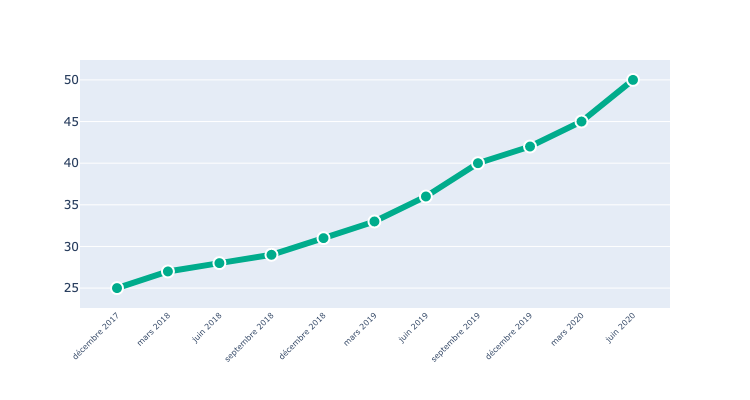 50
45
40
35
30
25
décembre 2017
mars 2018
juin 2018
septembre 2018
décembre 2018
mars 2019
juin 2019
septembre 2019
décembre 2019
mars 2020
juin 2020